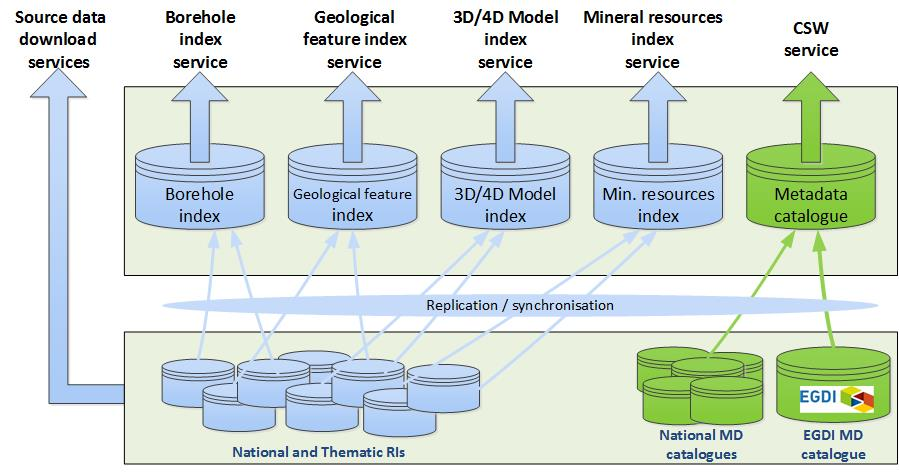 Source data
download
services
Borehole
index
service
Geological
feature index
service
3D/4D Model
index
service
Mineral resources
index
service
CSW
service
Borehole
index
Geological feature
index
3D/4D Model
index
Min. resources
index
Metadata
catalogue
Replication / synchronisation
EGDI
National and Thematic RIs
National MD
catalogues
EGDI MD
catalogue